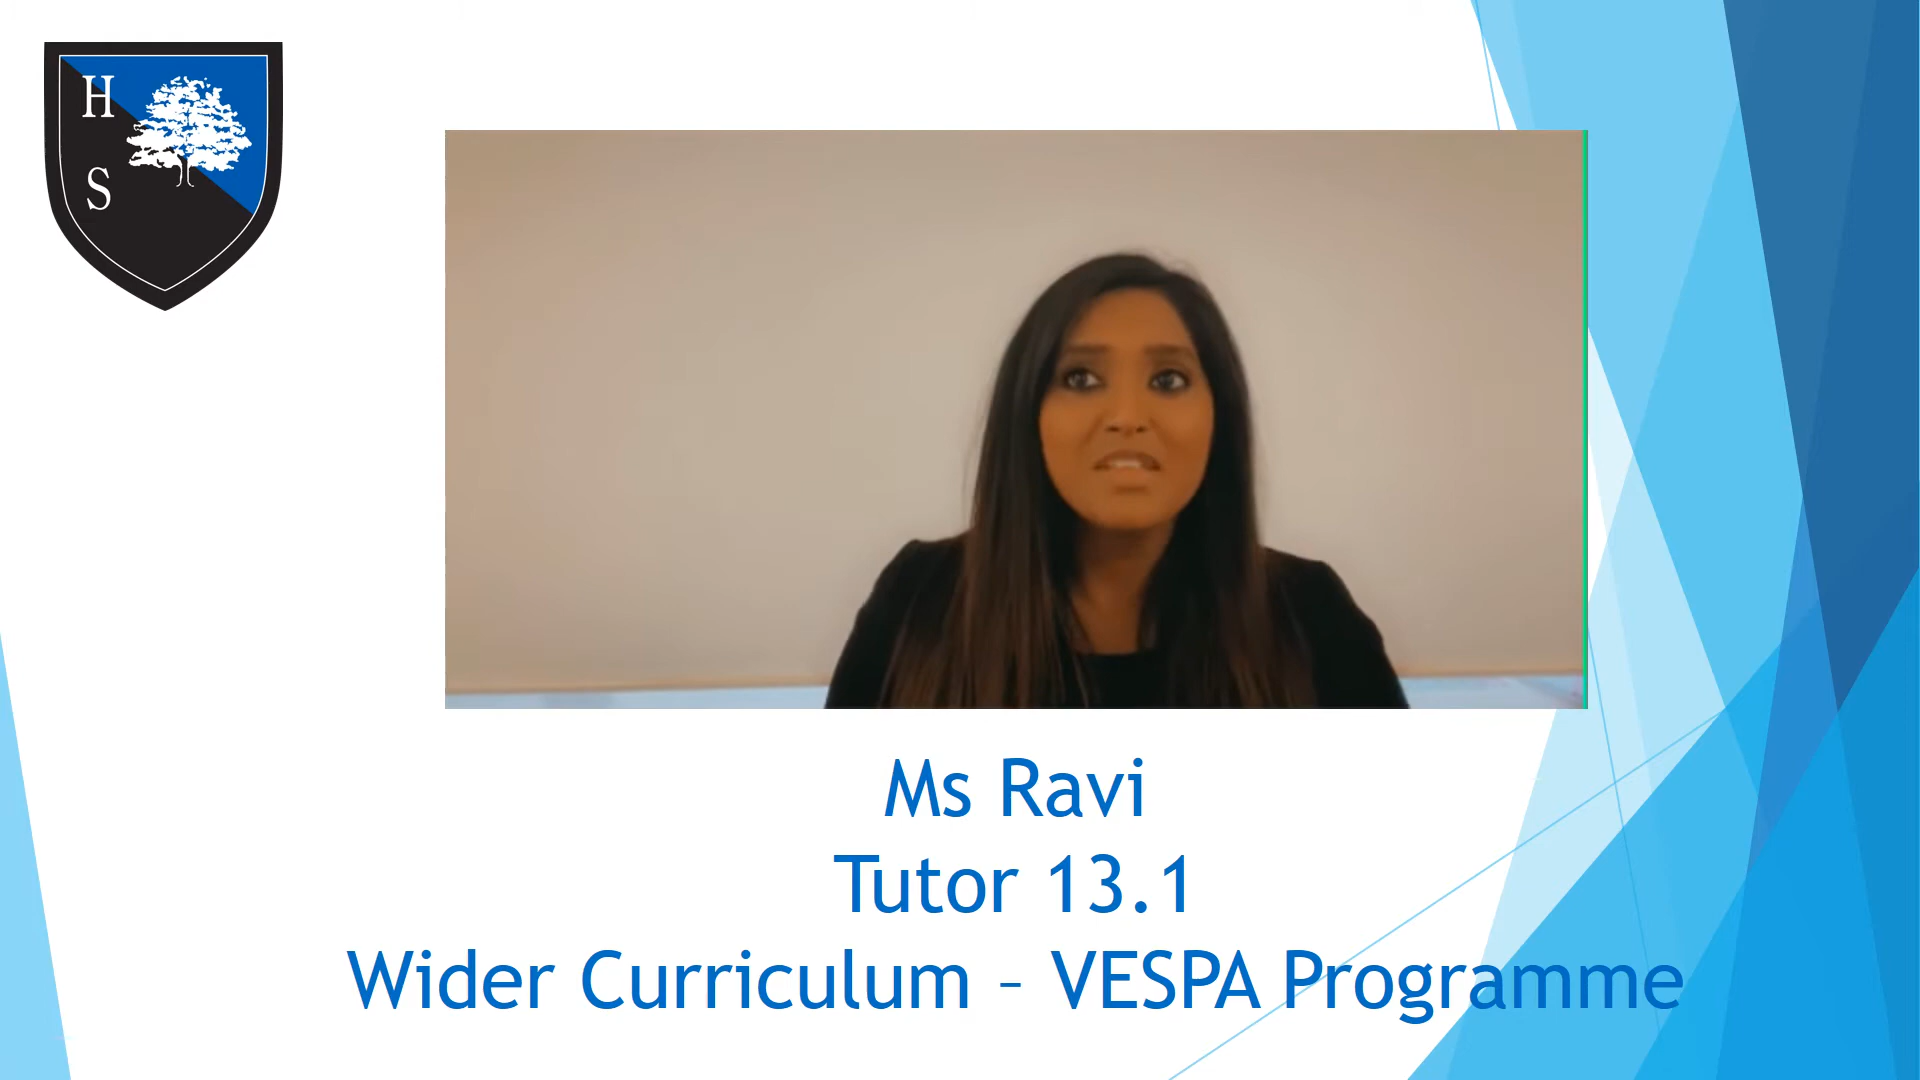 H
S
Ms Ravi
Tutor 13.1
Wider Curriculum – VESPA Programme